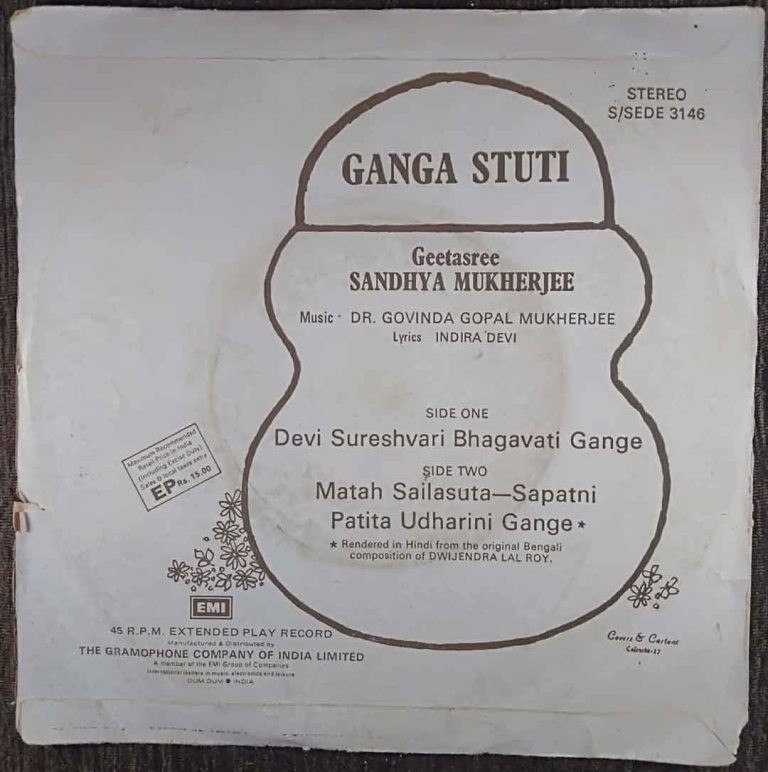 STEREO
S/SEDE 3146
GANGA STUTI
Geetasree
SANDHYA MUKHERJEE
Music · DR. GOVINDA GOPAL MUKHERJEE
Lyrics INDIRA DEVI
SIDE ONE
Devi Sureshvari Bhagavati Gange
SIDE TWO
Matah Sailasuta—Sapatni
Patita Udharini Gange*
* Rendered in Hindi from the original Bengali
composition of DWIJENDRA LAL ROY.
Maximum Recommended
Retail Price in India
(Including Excise Duty)
Sales & local taxes extra
EP Rs. 15.00
EMI
45 R.P.M. EXTENDED PLAY RECORD
Manufactured & Distributed by
THE GRAMOPHONE COMPANY OF INDIA LIMITED
A member of the EMI Group of Companies
International leaders in music, electronics and leisure
DUM DUM ● INDIA
Covers & Cartons
Calcutta-17